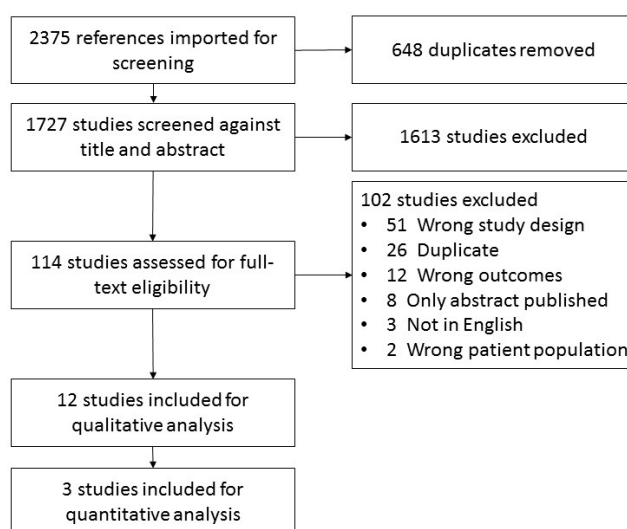 2375 references imported for
screening
648 duplicates removed
1727 studies screened against
title and abstract
1613 studies excluded
102 studies excluded
• 51 Wrong study design
• 26 Duplicate
• 12 Wrong outcomes
• 8 Only abstract published
• 3 Not in English
• 2 Wrong patient population
114 studies assessed for full-
text eligibility
12 studies included for
qualitative analysis
3 studies included for
quantitative analysis